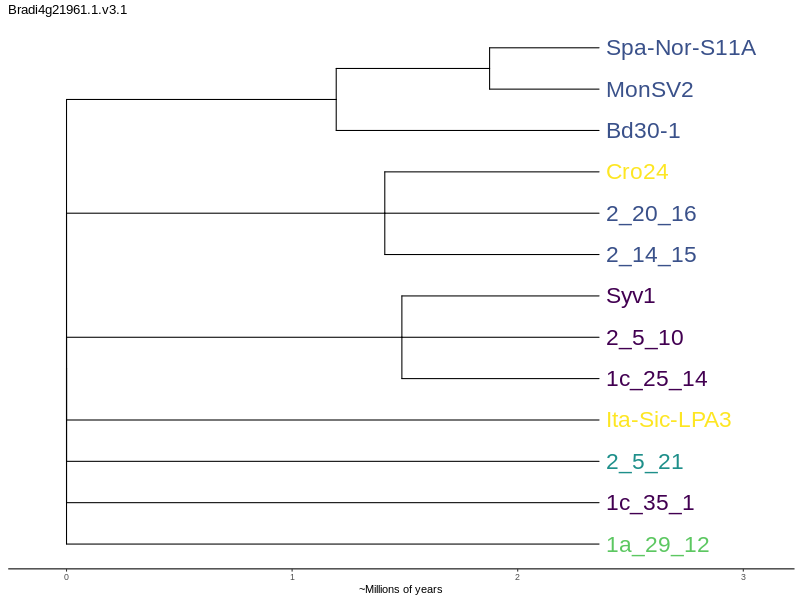 Bradi4g21961.1.v3.1
Spa-Nor-S11A
MonSV2
Bd30-1
Cro24
2_20_16
2_14_15
Syv1
2_5_10
1c_25_14
Ita-Sic-LPA3
2_5_21
1c_35_1
1a_29_12
0 1 2 3
~Millions of years